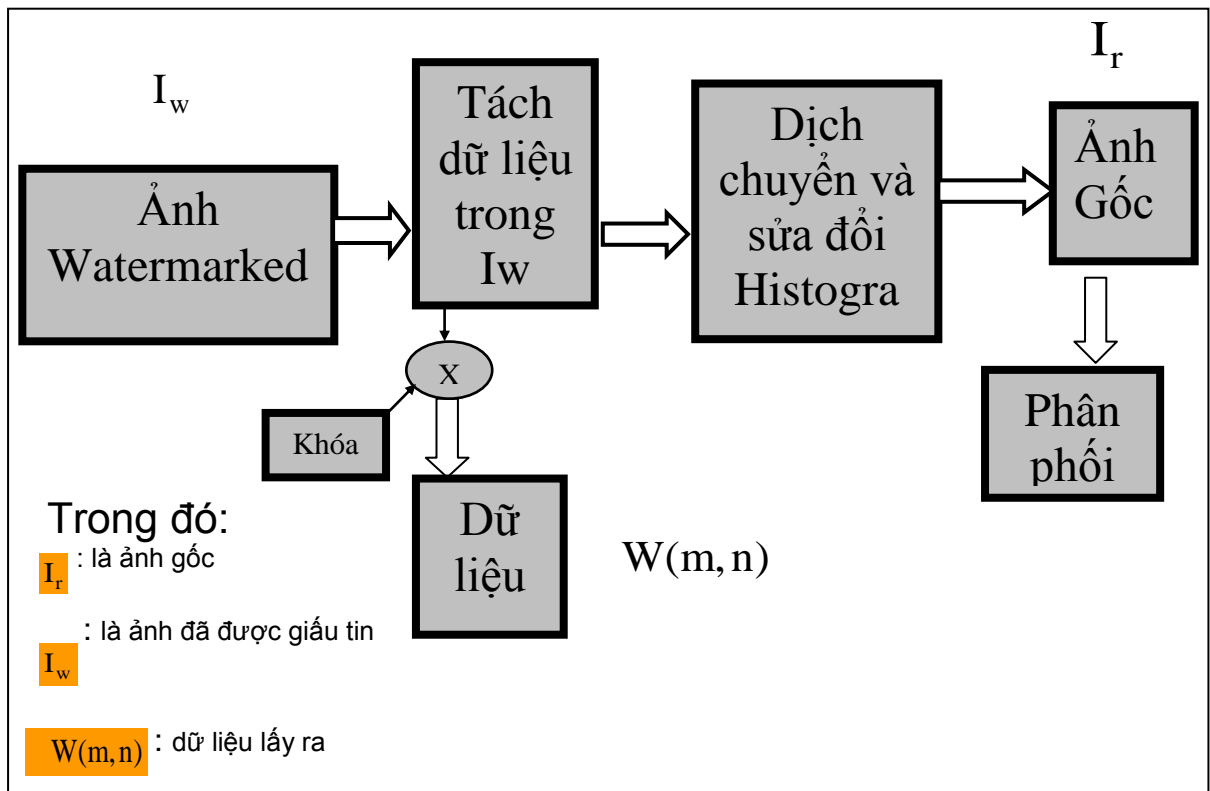 I_w
Ảnh
Watermarked
Tách
dữ liệu
trong
Iw
Dịch
chuyển và
sửa đổi
Histogra
I_r
Ảnh
Gốc
X
Khóa
Dữ
liệu
W(m,n)
Phân
phối
Trong đó:
I_r : là ảnh gốc
I_w : là ảnh đã được giấu tin
W(m,n) : dữ liệu lấy ra